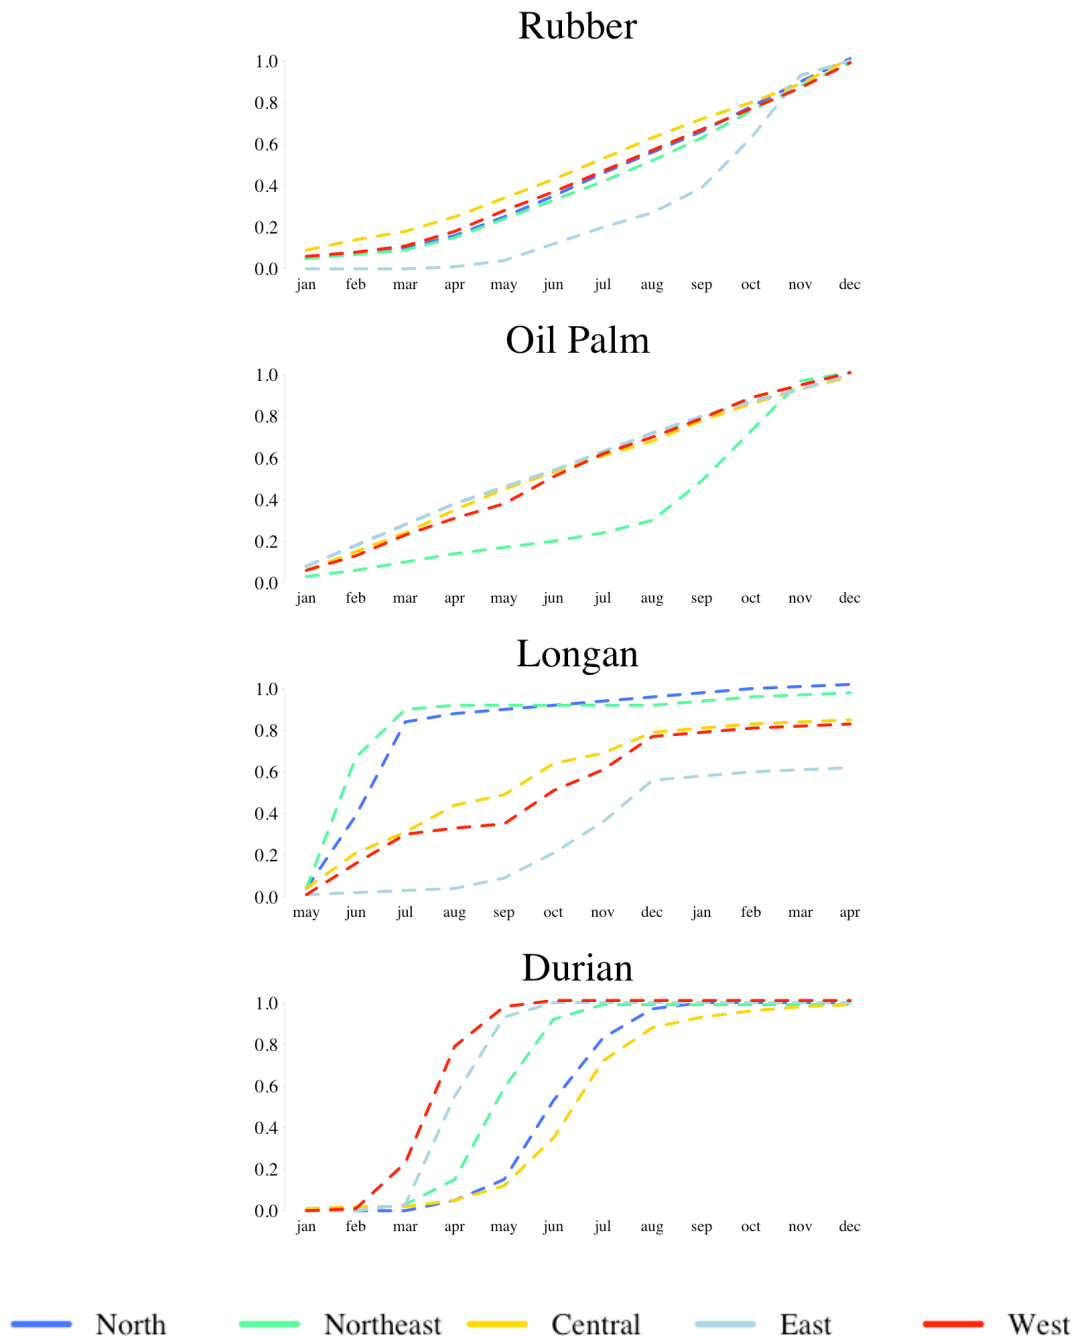 Rubber
1.0
0.8
0.6
0.4
0.2
0.0
jan feb mar apr may jun jul aug sep oct nov dec
Oil Palm
1.0
0.8
0.6
0.4
0.2
0.0
jan feb mar apr may jun jul aug sep oct nov dec
Longan
1.0
0.8
0.6
0.4
0.2
0.0
may jun jul aug sep oct nov dec jan feb mar apr
Durian
1.0
0.8
0.6
0.4
0.2
0.0
jan feb mar apr may jun jul aug sep oct nov dec
North Northeast Central East West